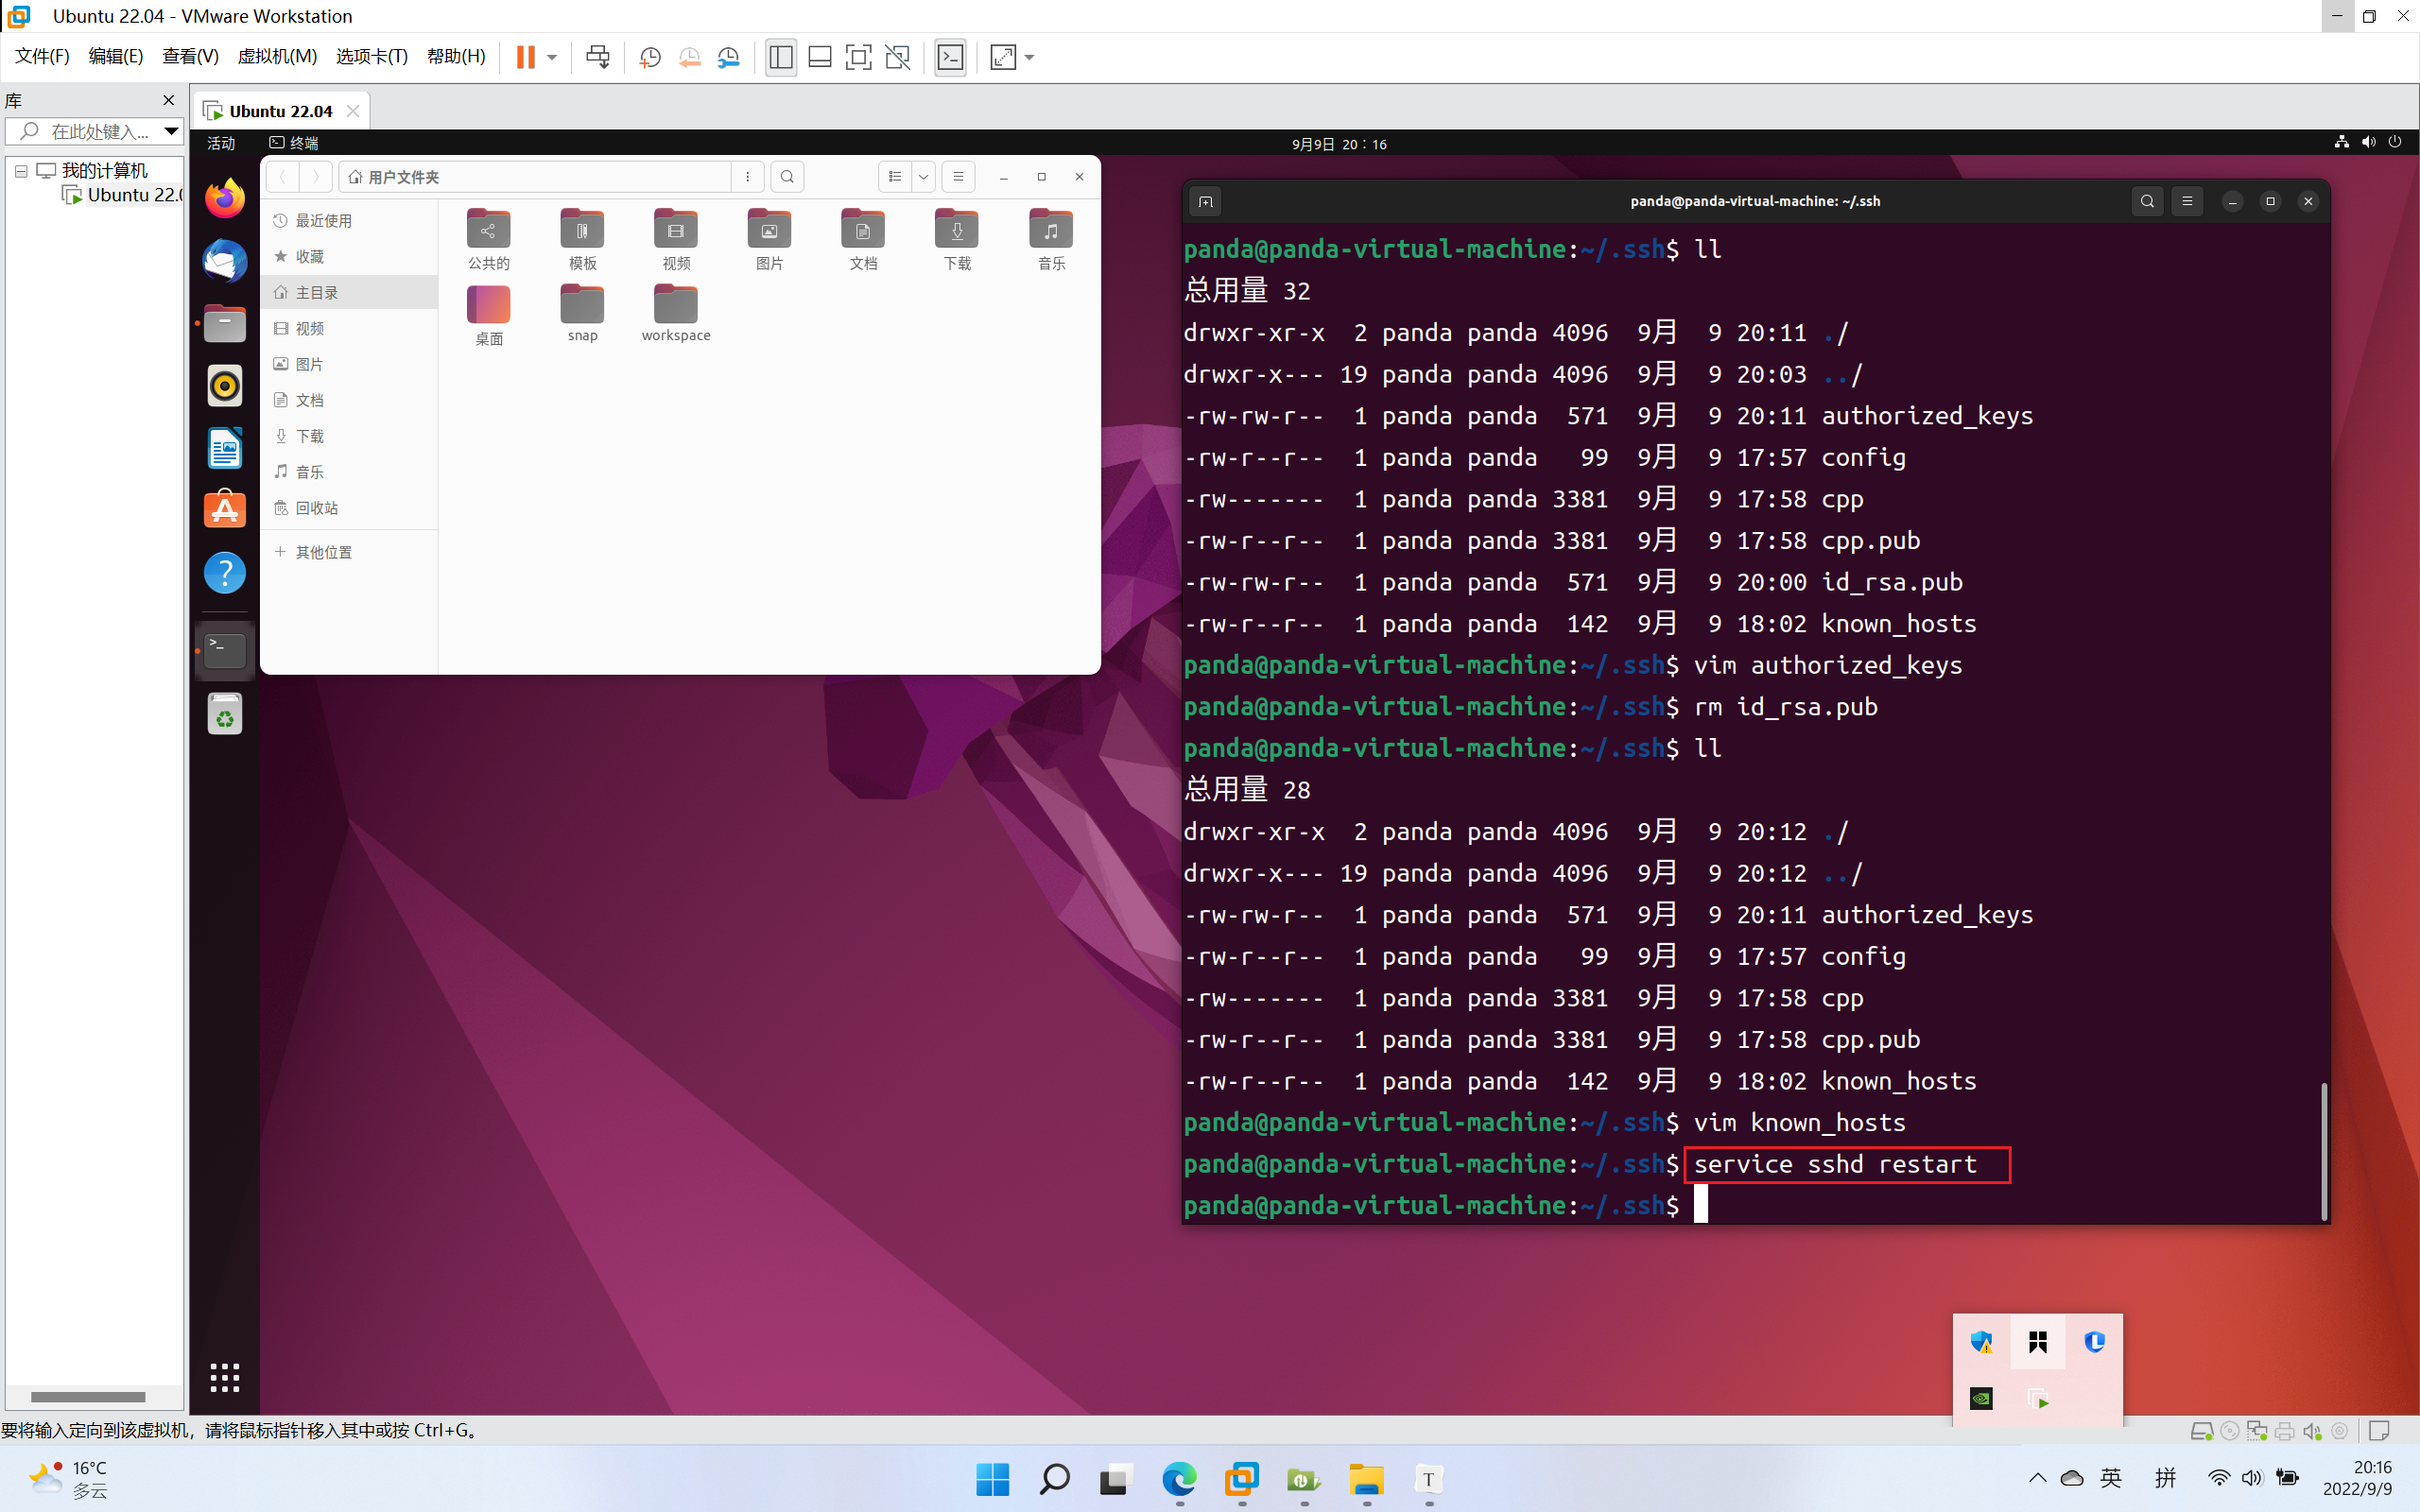 Ubuntu 22.04 - VMware Workstation
文件(F) 编辑(E) 查看(V) 虚拟机(M) 选项卡(T) 帮助(H)
库
在此处键入...
我的计算机
Ubuntu 22.0
Ubuntu 22.04
活动 终端 9月9日 20：16
用户文件夹
最近使用
收藏
主目录
视频
图片
文档
下载
音乐
回收站
其他位置
公共的 模板 视频 图片 文档 下载 音乐
桌面 snap workspace
panda@panda-virtual-machine: ~/.ssh
panda@panda-virtual-machine:~/.ssh$ ll
总用量 32
drwxr-xr-x  2 panda panda 4096  9月  9 20:11 ./
drwxr-x--- 19 panda panda 4096  9月  9 20:03 ../
-rw-rw-r--  1 panda panda  571  9月  9 20:11 authorized_keys
-rw-r--r--  1 panda panda   99  9月  9 17:57 config
-rw-------  1 panda panda 3381  9月  9 17:58 cpp
-rw-r--r--  1 panda panda 3381  9月  9 17:58 cpp.pub
-rw-rw-r--  1 panda panda  571  9月  9 20:00 id_rsa.pub
-rw-r--r--  1 panda panda  142  9月  9 18:02 known_hosts
panda@panda-virtual-machine:~/.ssh$ vim authorized_keys
panda@panda-virtual-machine:~/.ssh$ rm id_rsa.pub
panda@panda-virtual-machine:~/.ssh$ ll
总用量 28
drwxr-xr-x  2 panda panda 4096  9月  9 20:12 ./
drwxr-x--- 19 panda panda 4096  9月  9 20:12 ../
-rw-rw-r--  1 panda panda  571  9月  9 20:11 authorized_keys
-rw-r--r--  1 panda panda   99  9月  9 17:57 config
-rw-------  1 panda panda 3381  9月  9 17:58 cpp
-rw-r--r--  1 panda panda 3381  9月  9 17:58 cpp.pub
-rw-r--r--  1 panda panda  142  9月  9 18:02 known_hosts
panda@panda-virtual-machine:~/.ssh$ vim known_hosts
panda@panda-virtual-machine:~/.ssh$ service sshd restart
panda@panda-virtual-machine:~/.ssh$
要将输入定向到该虚拟机，请将鼠标指针移入其中或按 Ctrl+G。
16°C
多云
英 拼
20:16
2022/9/9